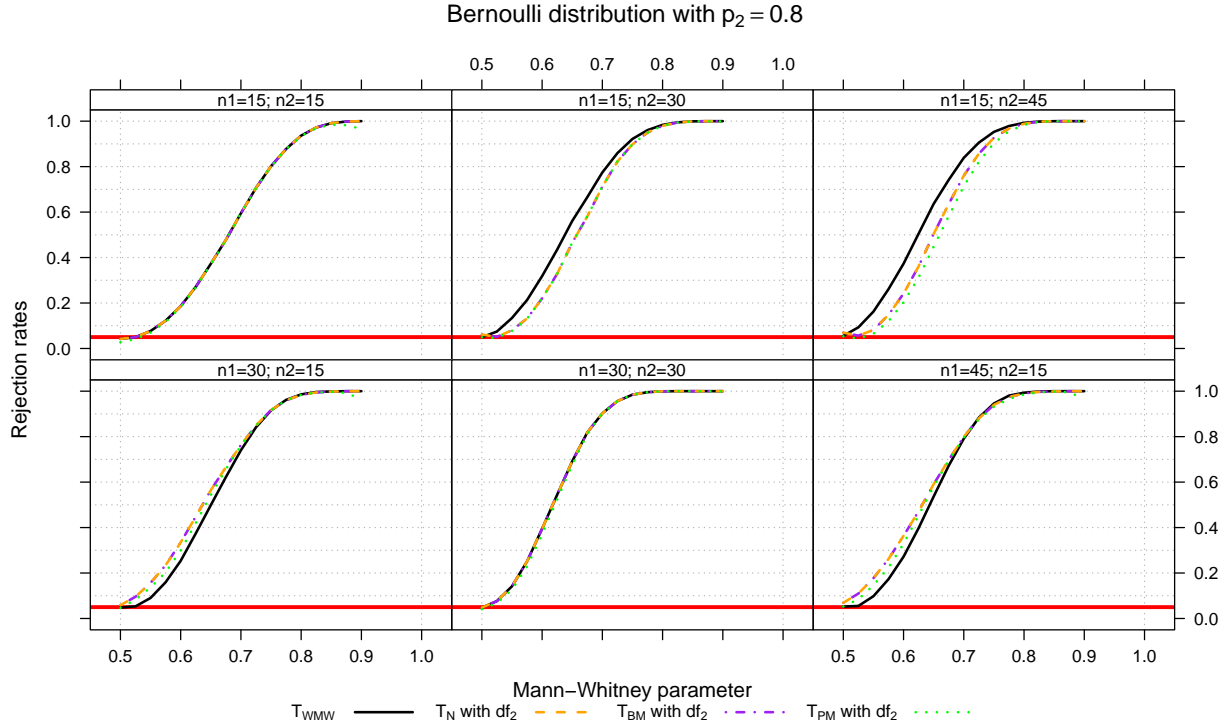 Bernoulli distribution with p₂ = 0.8
0.5 0.6 0.7 0.8 0.9 1.0
n1=15; n2=15 n1=15; n2=30 n1=15; n2=45
1.0
0.8
0.6
0.4
0.2
0.0
n1=30; n2=15 n1=30; n2=30 n1=45; n2=15
1.0
0.8
0.6
0.4
0.2
0.0
Rejection rates
0.5 0.6 0.7 0.8 0.9 1.0 0.5 0.6 0.7 0.8 0.9 1.0
Mann−Whitney parameter
T_WMW T_N with df₂ T_BM with df₂ T_PM with df₂